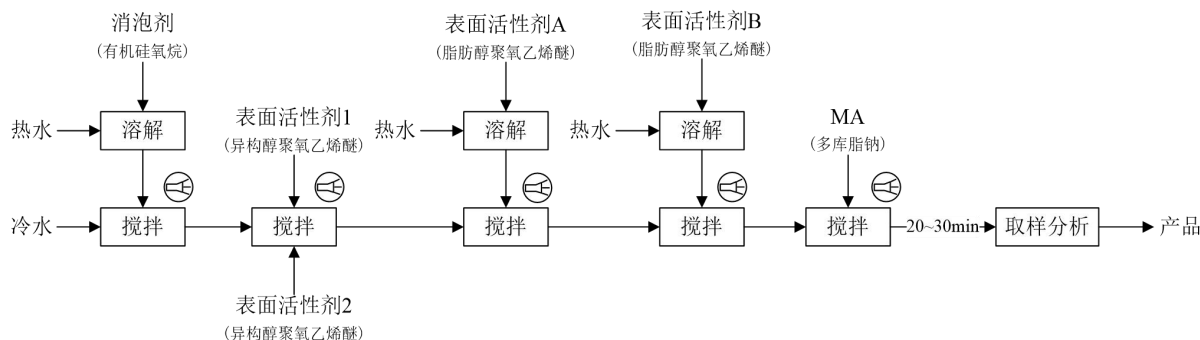 消泡剂
(有机硅氧烷)
表面活性剂A
(脂肪醇聚氧乙烯醚)
表面活性剂B
(脂肪醇聚氧乙烯醚)
热水
溶解
表面活性剂1
(异构醇聚氧乙烯醚)
热水
溶解
热水
溶解
MA
(多库脂钠)
冷水
搅拌
搅拌
搅拌
搅拌
搅拌
20~30min
取样分析
产品
表面活性剂2
(异构醇聚氧乙烯醚)